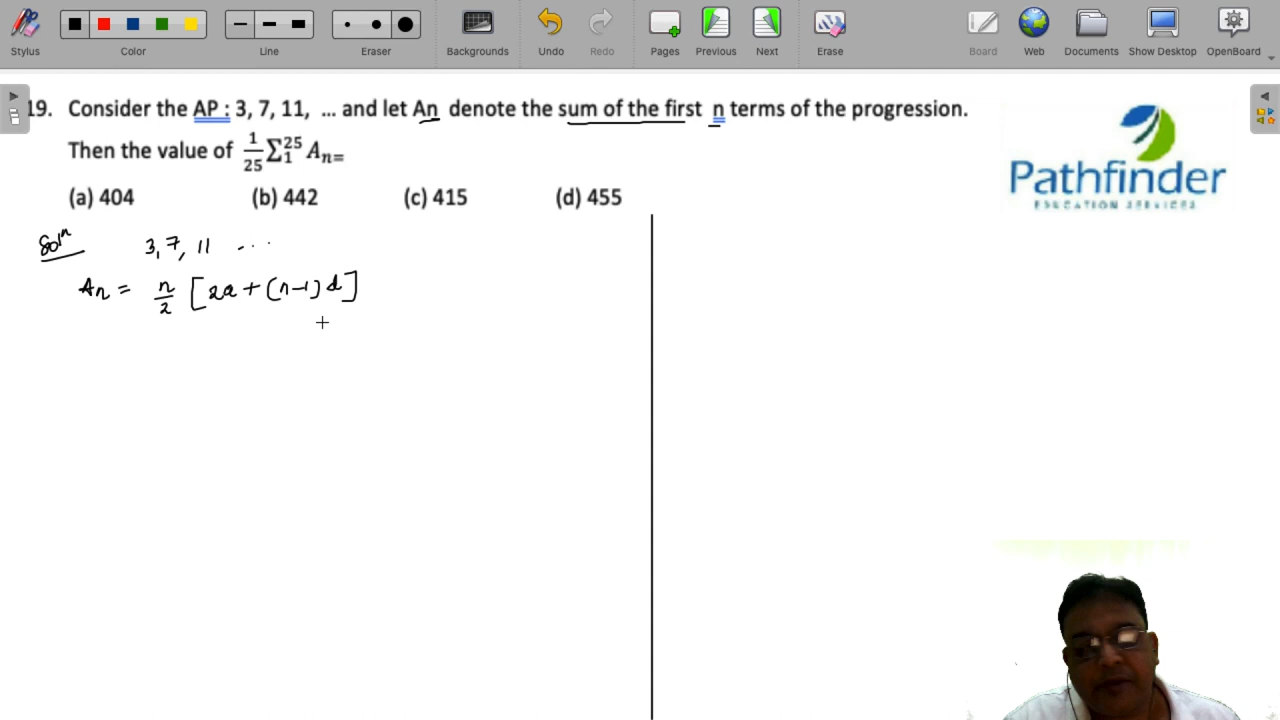 Stylus Color Line Eraser Backgrounds Undo Redo Pages Previous Next Erase Board Web Documents Show Desktop OpenBoard
19. Consider the AP : 3, 7, 11, ... and let An denote the sum of the first n terms of the progression.
Then the value of 1/25 Σ₁²⁵ Aₙ₌
(a) 404 (b) 442 (c) 415 (d) 455
Pathfinder
EDUCATION SERVICES
Solⁿ 3, 7, 11 ...
An = n/2 [2a + (n-1) d]